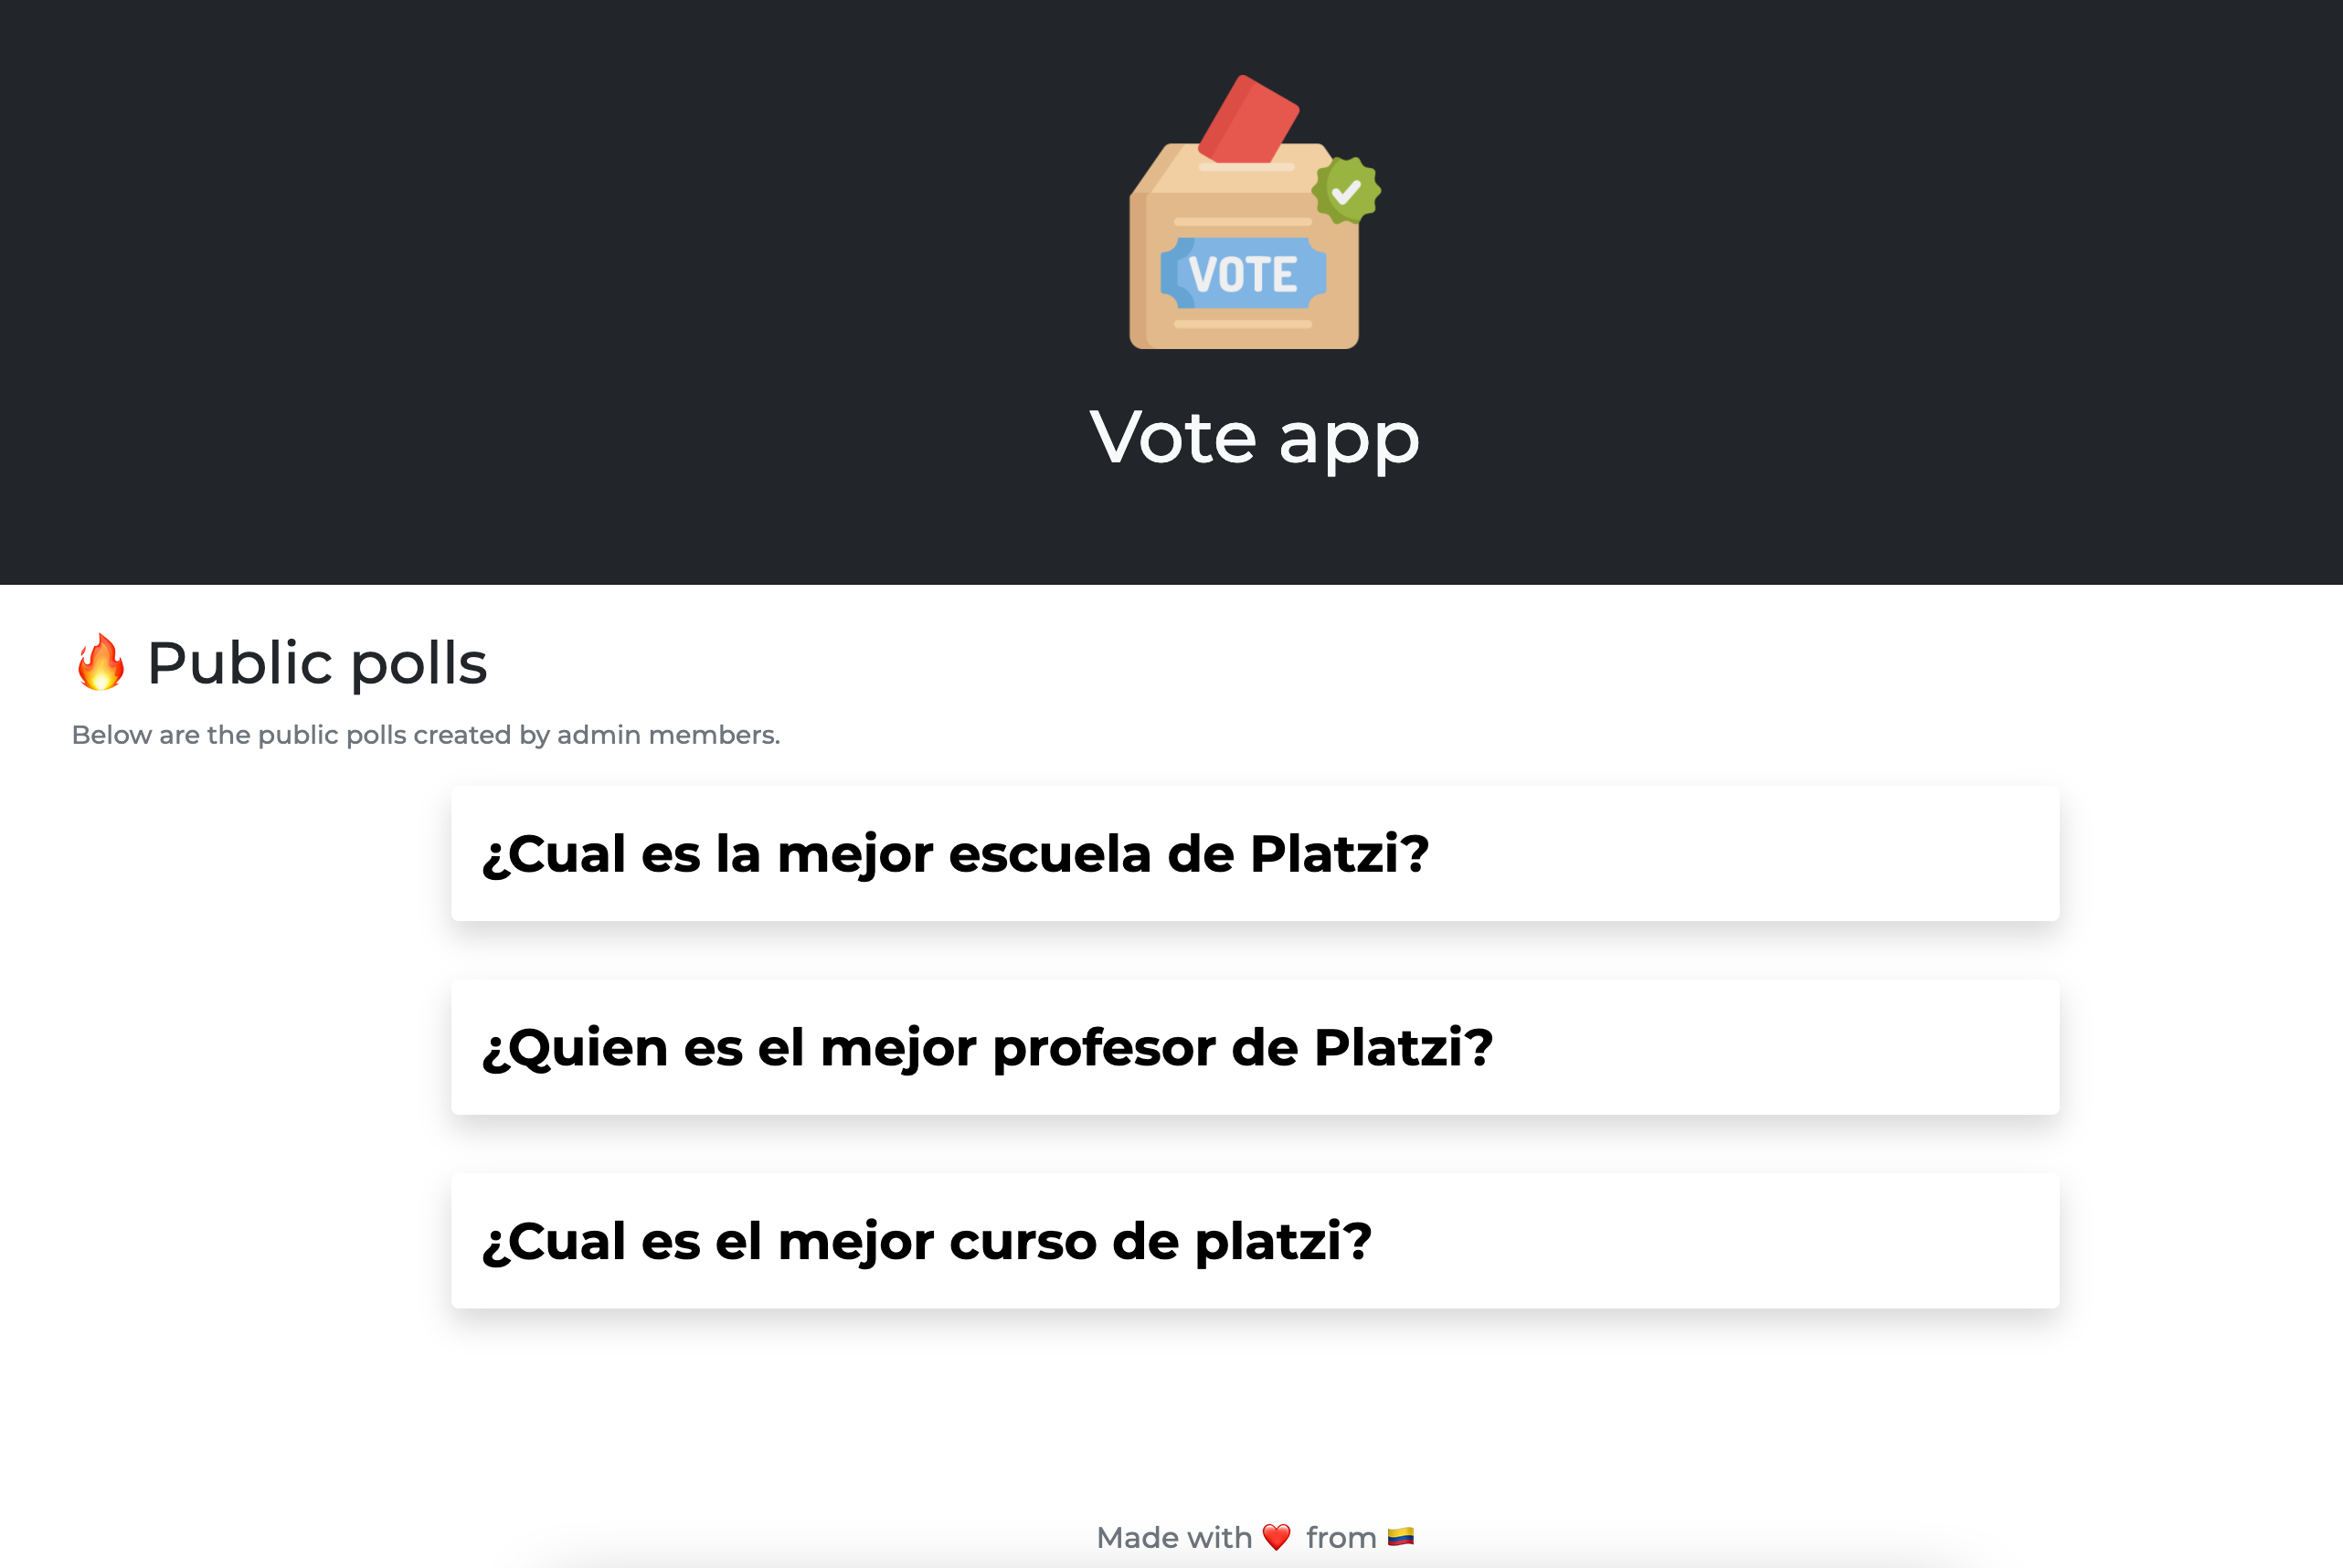 VOTE
Vote app
🔥 Public polls
Below are the public polls created by admin members.
¿Cual es la mejor escuela de Platzi?
¿Quien es el mejor profesor de Platzi?
¿Cual es el mejor curso de platzi?
Made with ❤️ from 🇨🇴